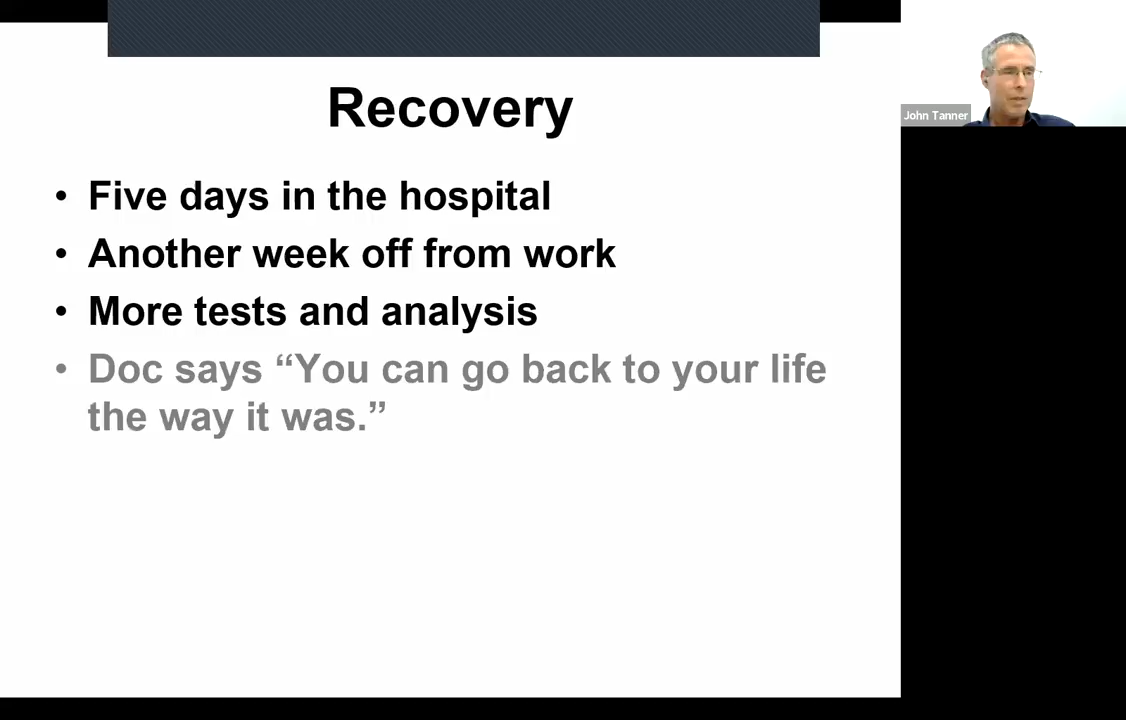 Recovery
• Five days in the hospital
• Another week off from work
• More tests and analysis
• Doc says “You can go back to your life
the way it was.”
John Tanner